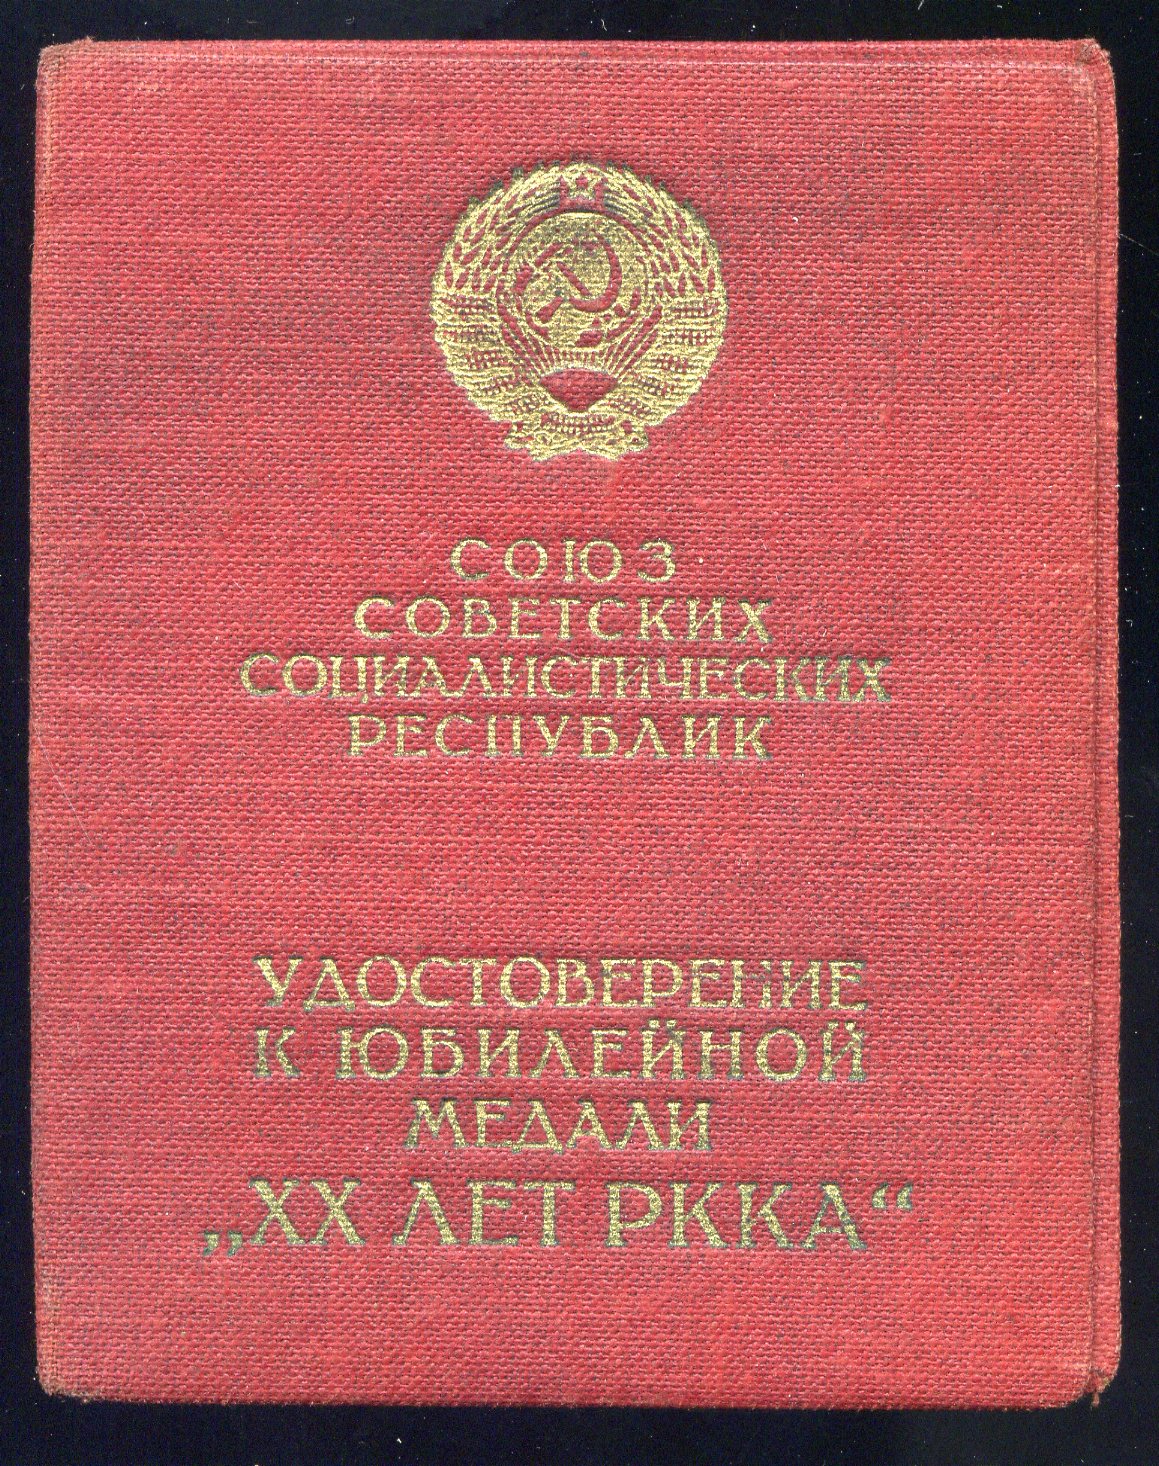 СОЮЗ
СОВЕТСКИХ
СОЦИАЛИСТИЧЕСКИХ
РЕСПУБЛИК
УДОСТОВЕРЕНИЕ
К ЮБИЛЕЙНОЙ
МЕДАЛИ
„XX ЛЕТ РККА“